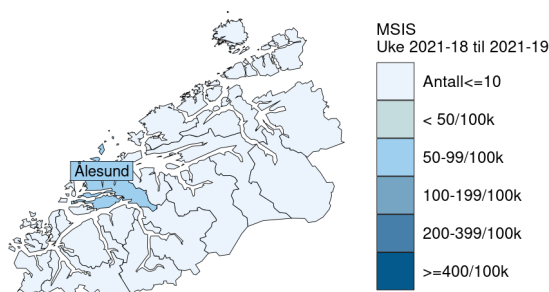 MSIS
Uke 2021-18 til 2021-19
Antall<=10
< 50/100k
50-99/100k
100-199/100k
200-399/100k
>=400/100k
Ålesund